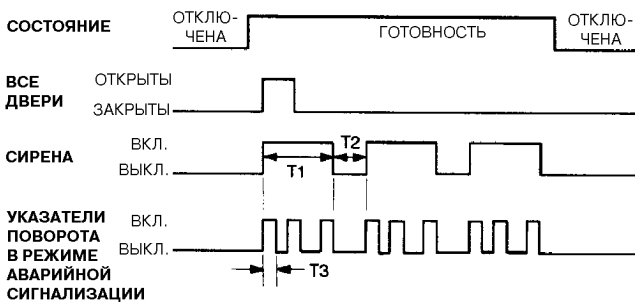 СОСТОЯНИЕ
ОТКЛЮ-
ЧЕНА
ГОТОВНОСТЬ
ОТКЛЮ-
ЧЕНА
ВСЕ
ДВЕРИ
ОТКРЫТЫ
ЗАКРЫТЫ
СИРЕНА
ВКЛ.
ВЫКЛ.
T1
T2
УКАЗАТЕЛИ
ПОВОРОТА
В РЕЖИМЕ
АВАРИЙНОЙ
СИГНАЛИЗАЦИИ
ВКЛ.
ВЫКЛ.
T3